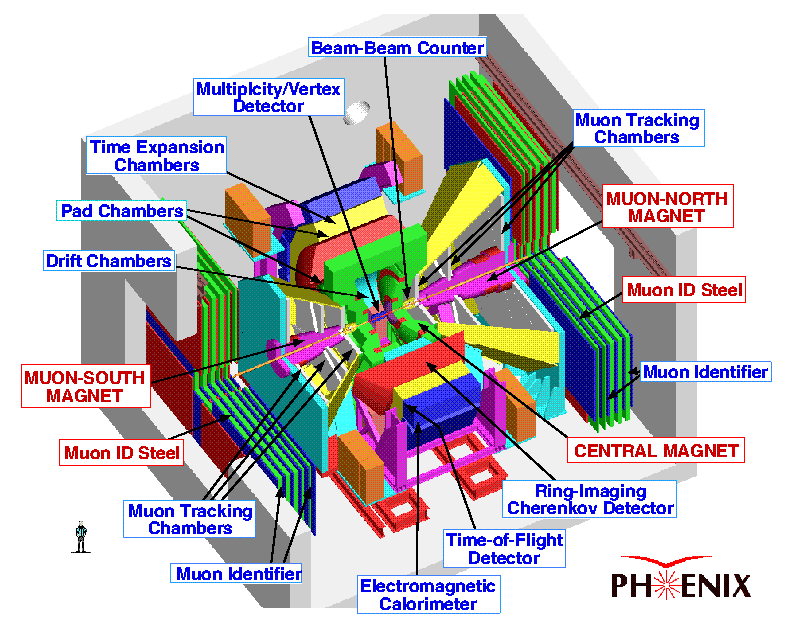 Beam-Beam Counter
Multiplcity/Vertex
Detector
Muon Tracking
Chambers
Time Expansion
Chambers
MUON-NORTH
MAGNET
Pad Chambers
Drift Chambers
Muon ID Steel
MUON-SOUTH
MAGNET
Muon Identifier
Muon ID Steel
CENTRAL MAGNET
Ring-Imaging
Cherenkov Detector
Muon Tracking
Chambers
Time-of-Flight
Detector
Muon Identifier
Electromagnetic
Calorimeter
PHENIX